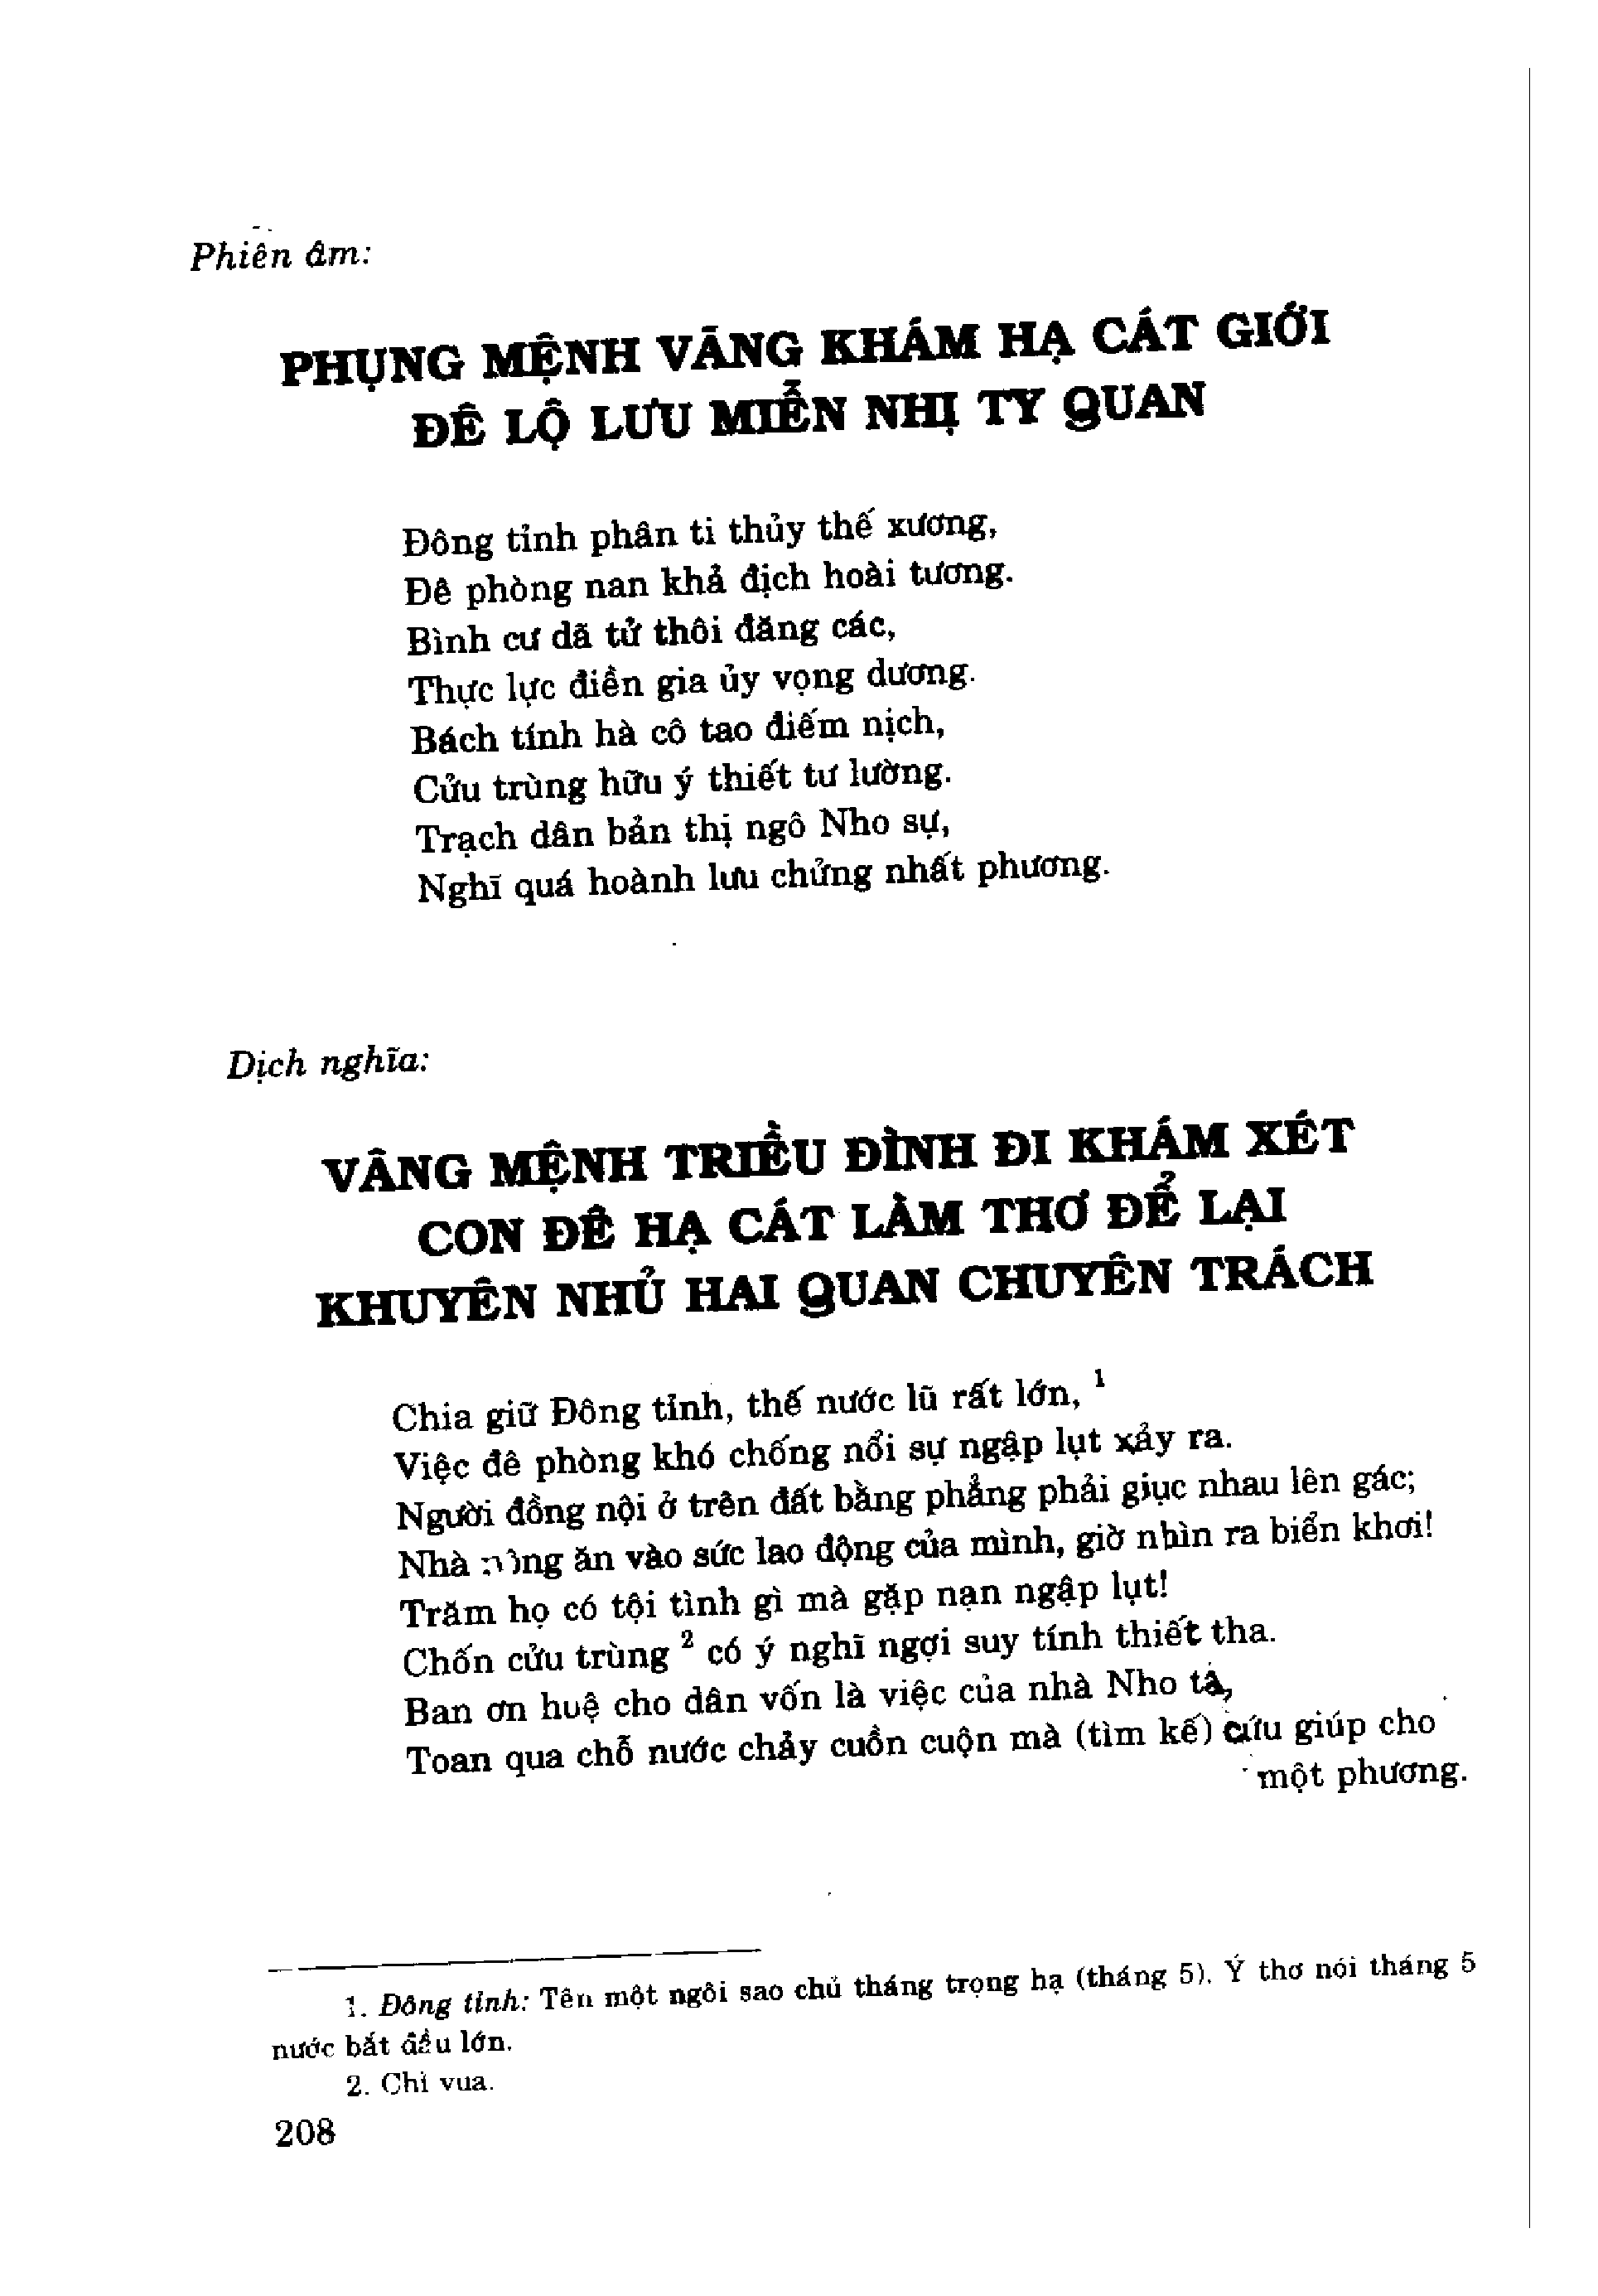 Phiên âm:
PHỤNG MỆNH VÃNG KHÁM HẠ CÁT GIỚI
ĐÊ LỘ LƯU MIỄN NHỊ TY QUAN
Đông tỉnh phân ti thủy thế xương,
Đê phòng nan khả địch hoài tương.
Bình cư dã tử thôi đăng các,
Thực lực điền gia ủy vọng dương.
Bách tính hà cô tao điếm nịch,
Cửu trùng hữu ý thiết tư lường.
Trạch dân bản thị ngô Nho sự,
Nghĩ quá hoành lưu chửng nhất phương.
Dịch nghĩa:
VÂNG MỆNH TRIỀU ĐÌNH ĐI KHÁM XÉT
CON ĐÊ HẠ CÁT LÀM THƠ ĐỂ LẠI
KHUYÊN NHỦ HAI QUAN CHUYÊN TRÁCH
Chia giữ Đông tỉnh, thế nước lũ rất lớn, 1
Việc đê phòng khó chống nổi sự ngập lụt xảy ra.
Người đồng nội ở trên đất bằng phẳng phải giục nhau lên gác;
Nhà nông ăn vào sức lao động của mình, giờ nhìn ra biển khơi!
Trăm họ có tội tình gì mà gặp nạn ngập lụt!
Chốn cửu trùng 2 có ý nghĩ ngợi suy tính thiết tha.
Ban ơn huệ cho dân vốn là việc của nhà Nho ta,
Toan qua chỗ nước chảy cuồn cuộn mà (tìm kế) cứu giúp cho
một phương.
1. Đông tỉnh: Tên một ngôi sao chủ tháng trọng hạ (tháng 5). Ý thơ nói tháng 5
nước bắt đầu lớn.
2. Chỉ vua.
208